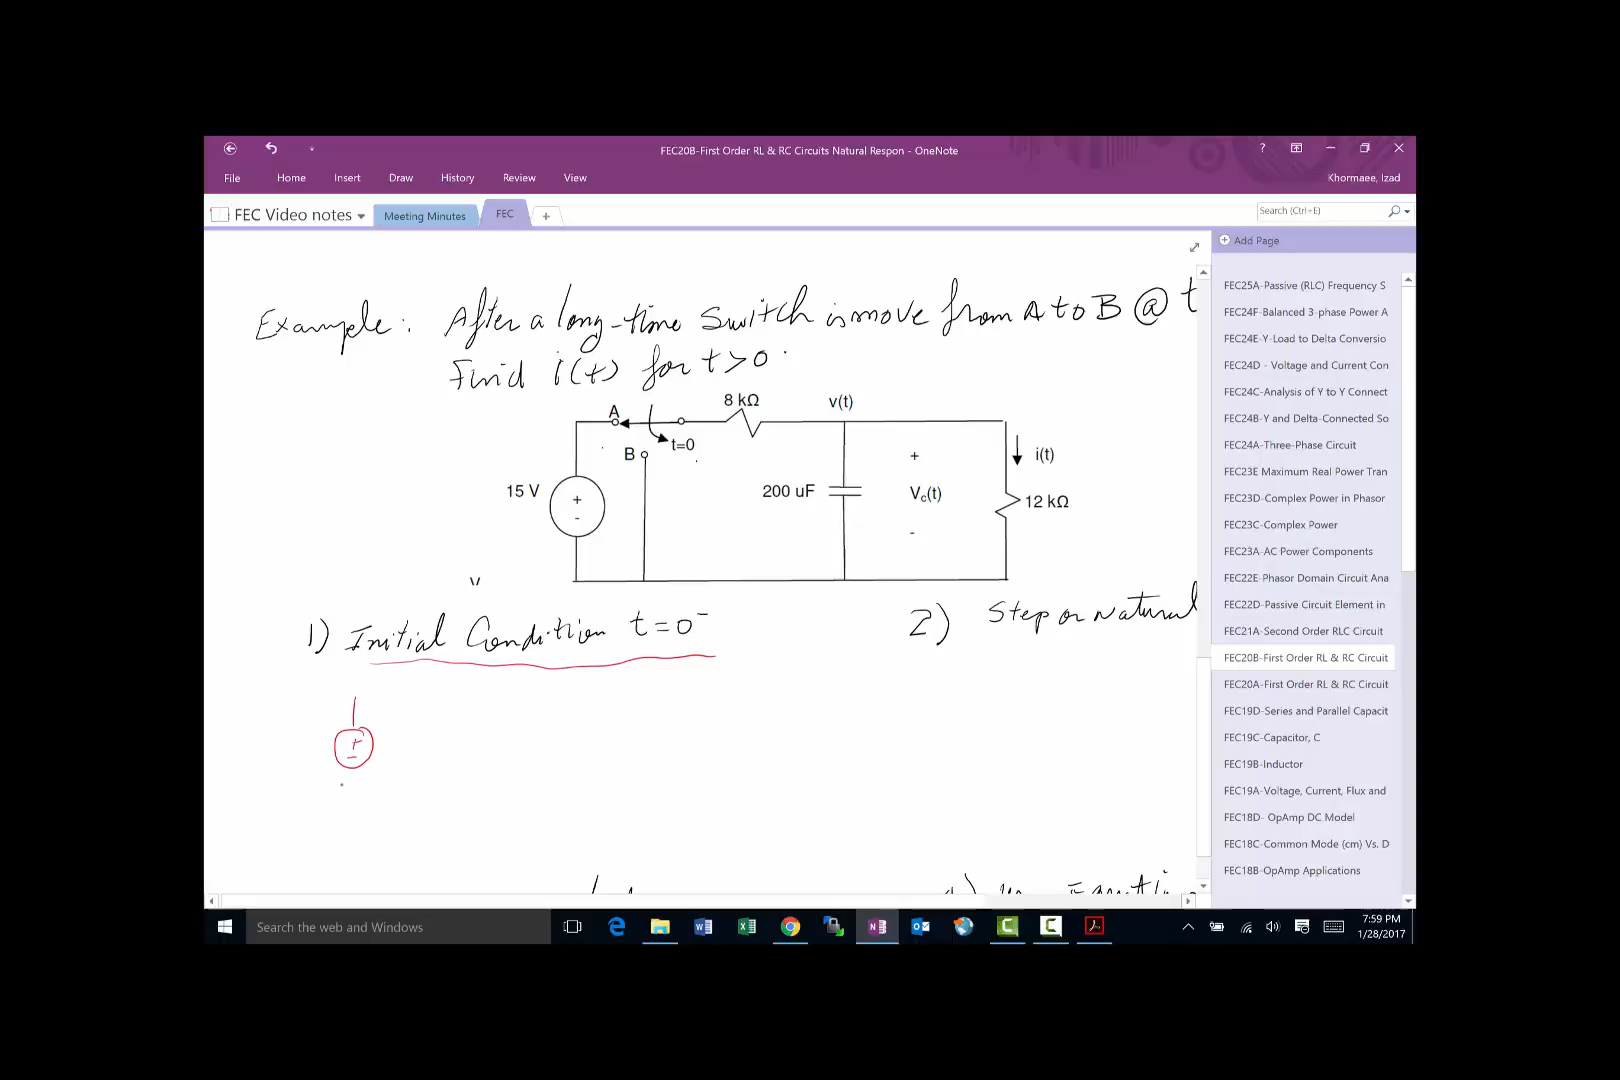 FEC20B-First Order RL & RC Circuits Natural Respon - OneNote
?
File Home Insert Draw History Review View
Khormaee, Izad
FEC Video notes Meeting Minutes FEC +
Search (Ctrl+E)
Add Page
Example: After a long-time Switch is move from A to B @ t
Find i(t) for t>0
A
8 kΩ
v(t)
t=0
B
+
i(t)
15 V
+
-
200 uF
Vc(t)
12 kΩ
-
1) Initial Condition t=0⁻
2) Step or Natural
+
-
FEC25A-Passive (RLC) Frequency S
FEC24F-Balanced 3-phase Power A
FEC24E-Y-Load to Delta Conversio
FEC24D - Voltage and Current Con
FEC24C-Analysis of Y to Y Connect
FEC24B-Y and Delta-Connected So
FEC24A-Three-Phase Circuit
FEC23E Maximum Real Power Tran
FEC23D-Complex Power in Phasor
FEC23C-Complex Power
FEC23A-AC Power Components
FEC22E-Phasor Domain Circuit Ana
FEC22D-Passive Circuit Element in
FEC21A-Second Order RLC Circuit
FEC20B-First Order RL & RC Circuit
FEC20A-First Order RL & RC Circuit
FEC19D-Series and Parallel Capacit
FEC19C-Capacitor, C
FEC19B-Inductor
FEC19A-Voltage, Current, Flux and
FEC18D- OpAmp DC Model
FEC18C-Common Mode (cm) Vs. D
FEC18B-OpAmp Applications
Search the web and Windows
7:59 PM
1/28/2017